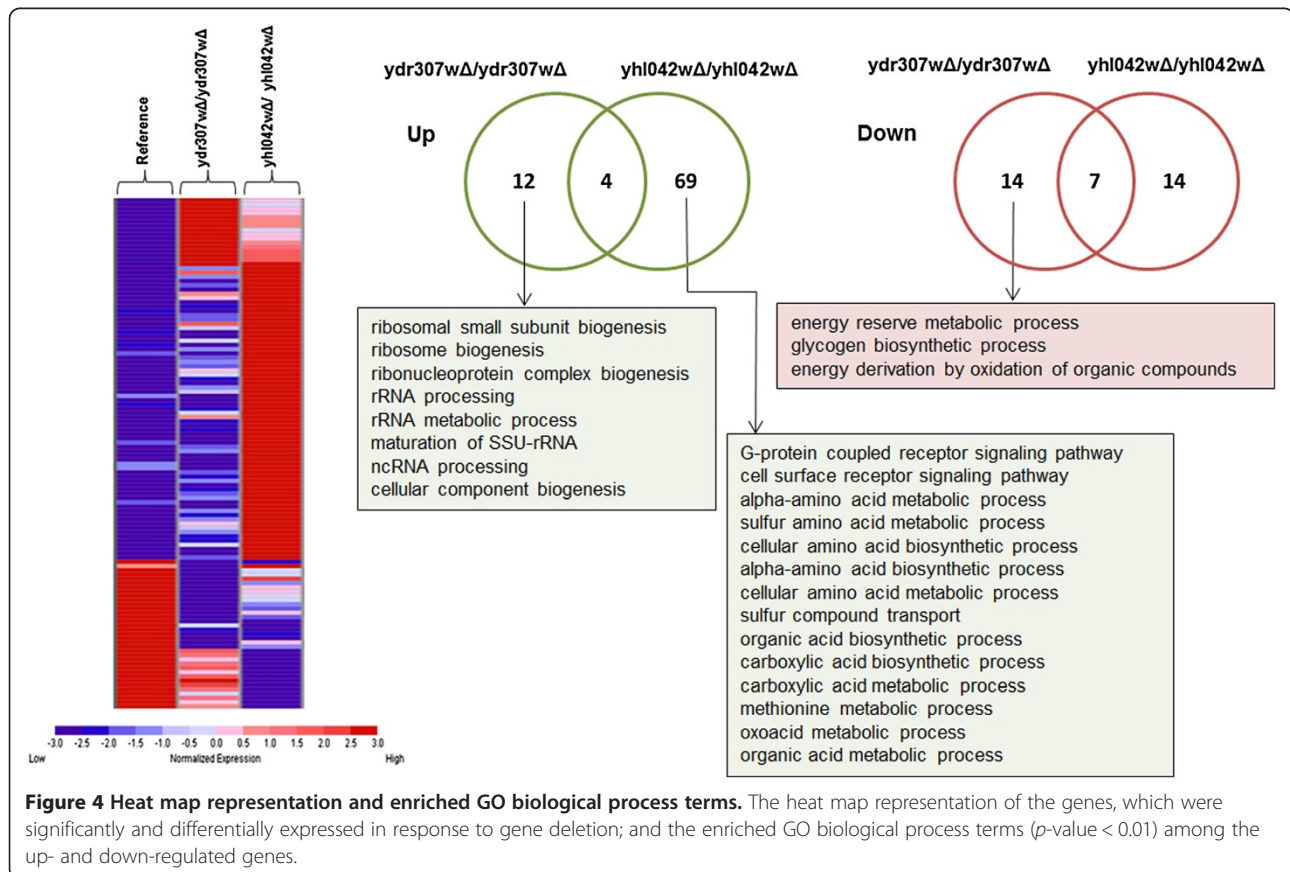 Reference
ydr307wΔ/ydr307wΔ
yhl042wΔ/ yhl042wΔ
-3.0 -2.5 -2.0 -1.5 -1.0 -0.5 0.0 0.5 1.0 1.5 2.0 3.0
Low Normalized Expression High
ydr307wΔ/ydr307wΔ yhl042wΔ/yhl042wΔ
Up
12 4 69
ribosomal small subunit biogenesis
ribosome biogenesis
ribonucleoprotein complex biogenesis
rRNA processing
rRNA metabolic process
maturation of SSU-rRNA
ncRNA processing
cellular component biogenesis
G-protein coupled receptor signaling pathway
cell surface receptor signaling pathway
alpha-amino acid metabolic process
sulfur amino acid metabolic process
cellular amino acid biosynthetic process
alpha-amino acid biosynthetic process
cellular amino acid metabolic process
sulfur compound transport
organic acid biosynthetic process
carboxylic acid biosynthetic process
carboxylic acid metabolic process
methionine metabolic process
oxoacid metabolic process
organic acid metabolic process
ydr307wΔ/ydr307wΔ yhl042wΔ/yhl042wΔ
Down
14 7 14
energy reserve metabolic process
glycogen biosynthetic process
energy derivation by oxidation of organic compounds
Figure 4 Heat map representation and enriched GO biological process terms. The heat map representation of the genes, which were
significantly and differentially expressed in response to gene deletion; and the enriched GO biological process terms (p-value < 0.01) among the
up- and down-regulated genes.